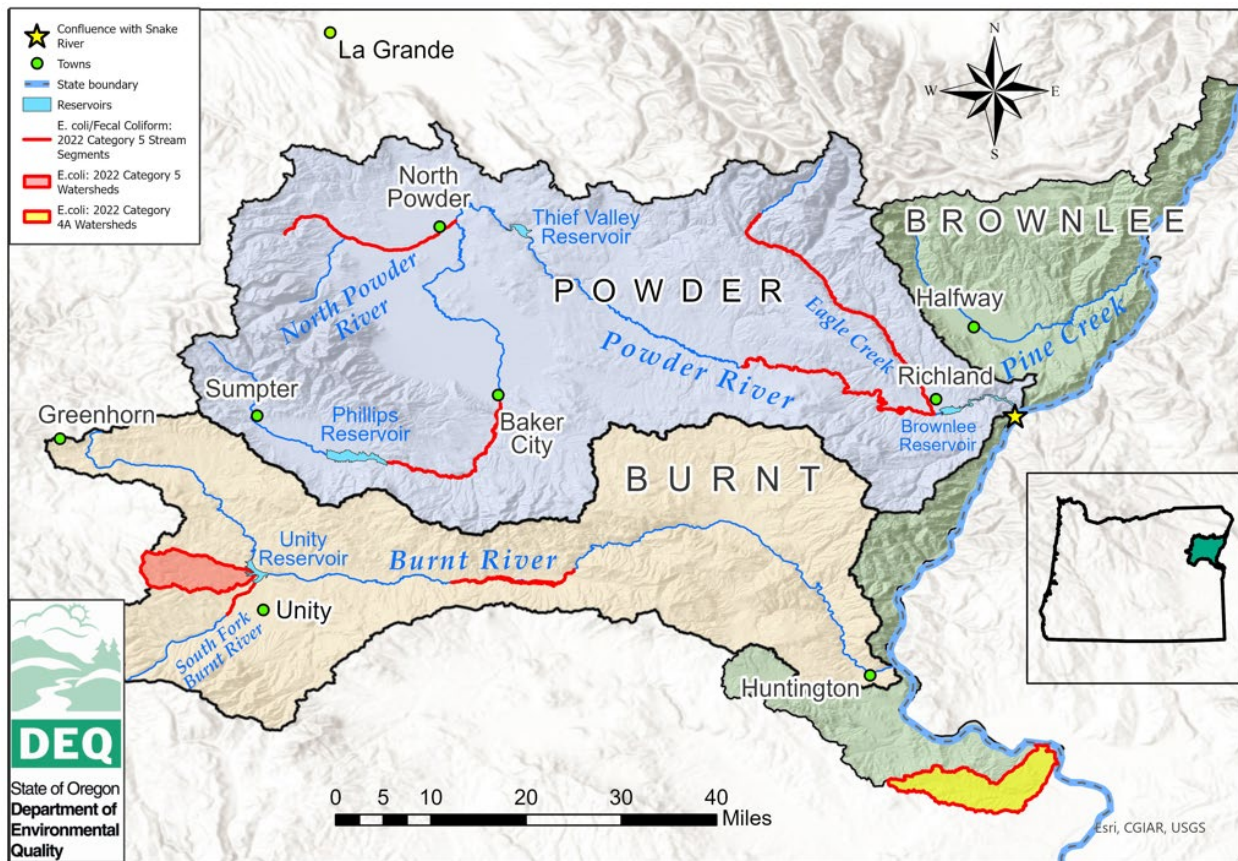 Confluence with Snake
River
Towns
State boundary
Reservoirs
E. coli/Fecal Coliform:
2022 Category 5 Stream
Segments
E.coli: 2022 Category 5
Watersheds
E.coli: 2022 Category
4A Watersheds
La Grande
N
W
E
S
North
Powder
Thief Valley
Reservoir
BROWNLEE
POWDER
North Powder
River
Eagle Creek
Halfway
Pine Creek
Powder River
Richland
Sumpter
Greenhorn
Phillips
Reservoir
Baker
City
Brownlee
Reservoir
BURNT
Unity
Reservoir
Burnt River
Unity
South Fork
Burnt River
Huntington
DEQ
State of Oregon
Department of
Environmental
Quality
0 5 10 20 30 40
Miles
Esri, CGIAR, USGS